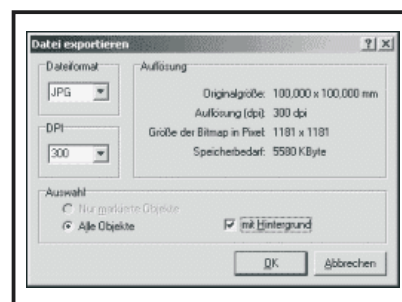 Datei exportieren
Dateiformat
JPG
DPI
300
Auflösung
Originalgröße: 100,000 x 100,000 mm
Auflösung (dpi): 300 dpi
Größe der Bitmap in Pixel: 1181 x 1181
Speicherbedarf: 5580 KByte
Auswahl
Nur markierte Objekte
Alle Objekte
mit Hintergrund
OK
Abbrechen